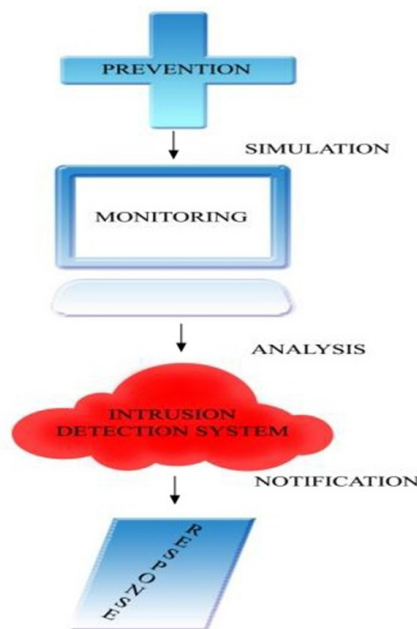 PREVENTION
SIMULATION
MONITORING
ANALYSIS
INTRUSION
DETECTION SYSTEM
NOTIFICATION
RESPONSE